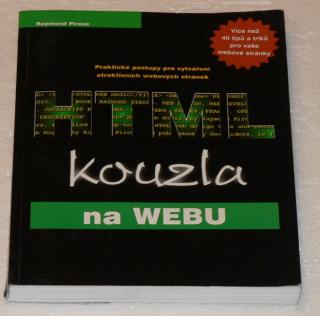 Raymond Pirouz
Praktické postupy pro vytváření
atraktivních webových stránek
Více než
40 tipů a triků
pro vaše
webové stránky
HTML
kouzla
na WEBU